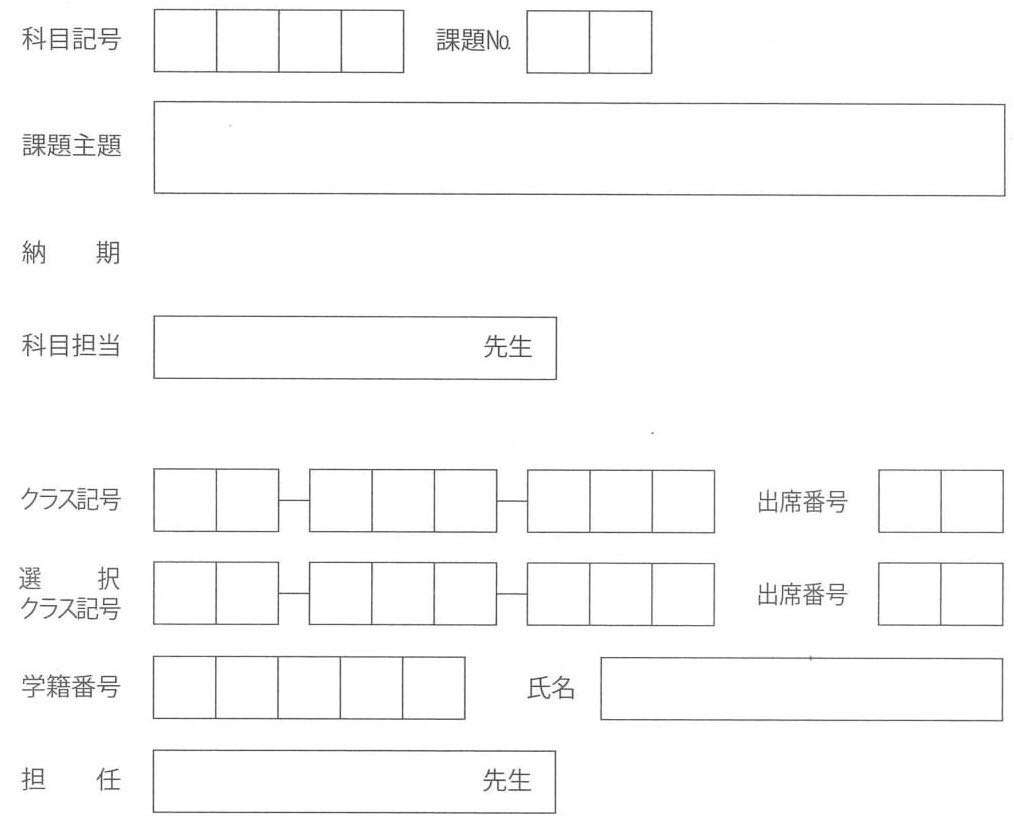 科目記号 課題No.
課題主題
納 期
科目担当 先生
クラス記号 出席番号
選 択
クラス記号 出席番号
学籍番号 氏名
担 任 先生